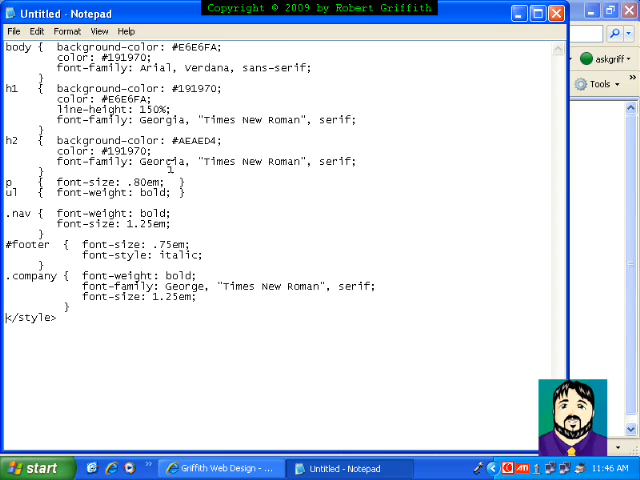 Copyright © 2009 by Robert Griffith
Untitled - Notepad
File Edit Format View Help
askgriff
Tools
body { background-color: #E6E6FA;
color: #191970;
font-family: Arial, Verdana, sans-serif;
}
h1 { background-color: #191970;
color: #E6E6FA;
line-height: 150%;
font-family: Georgia, "Times New Roman", serif;
}
h2 { background-color: #AEAED4;
color: #191970;
font-family: Georgia, "Times New Roman", serif;
}
p { font-size: .80em; }
ul { font-weight: bold; }
.nav { font-weight: bold;
font-size: 1.25em;
}
#footer { font-size: .75em;
font-style: italic;
}
.company { font-weight: bold;
font-family: George, "Times New Roman", serif;
font-size: 1.25em;
}
</style>
start
Griffith Web Design - ...
Untitled - Notepad
11:46 AM